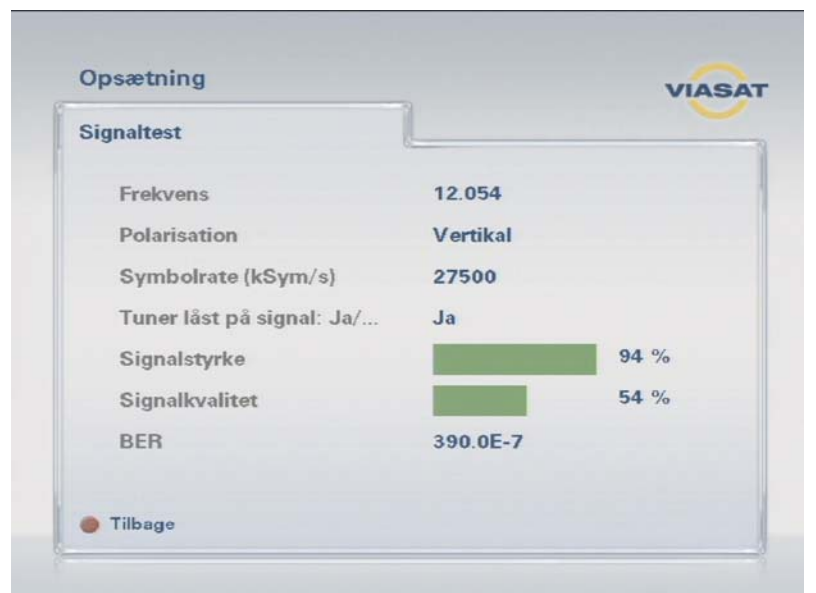 Opsætning
VIASAT
Signaltest
Frekvens 12.054
Polarisation Vertikal
Symbolrate (kSym/s) 27500
Tuner låst på signal: Ja/... Ja
Signalstyrke 94 %
Signalkvalitet 54 %
BER 390.0E-7
Tilbage